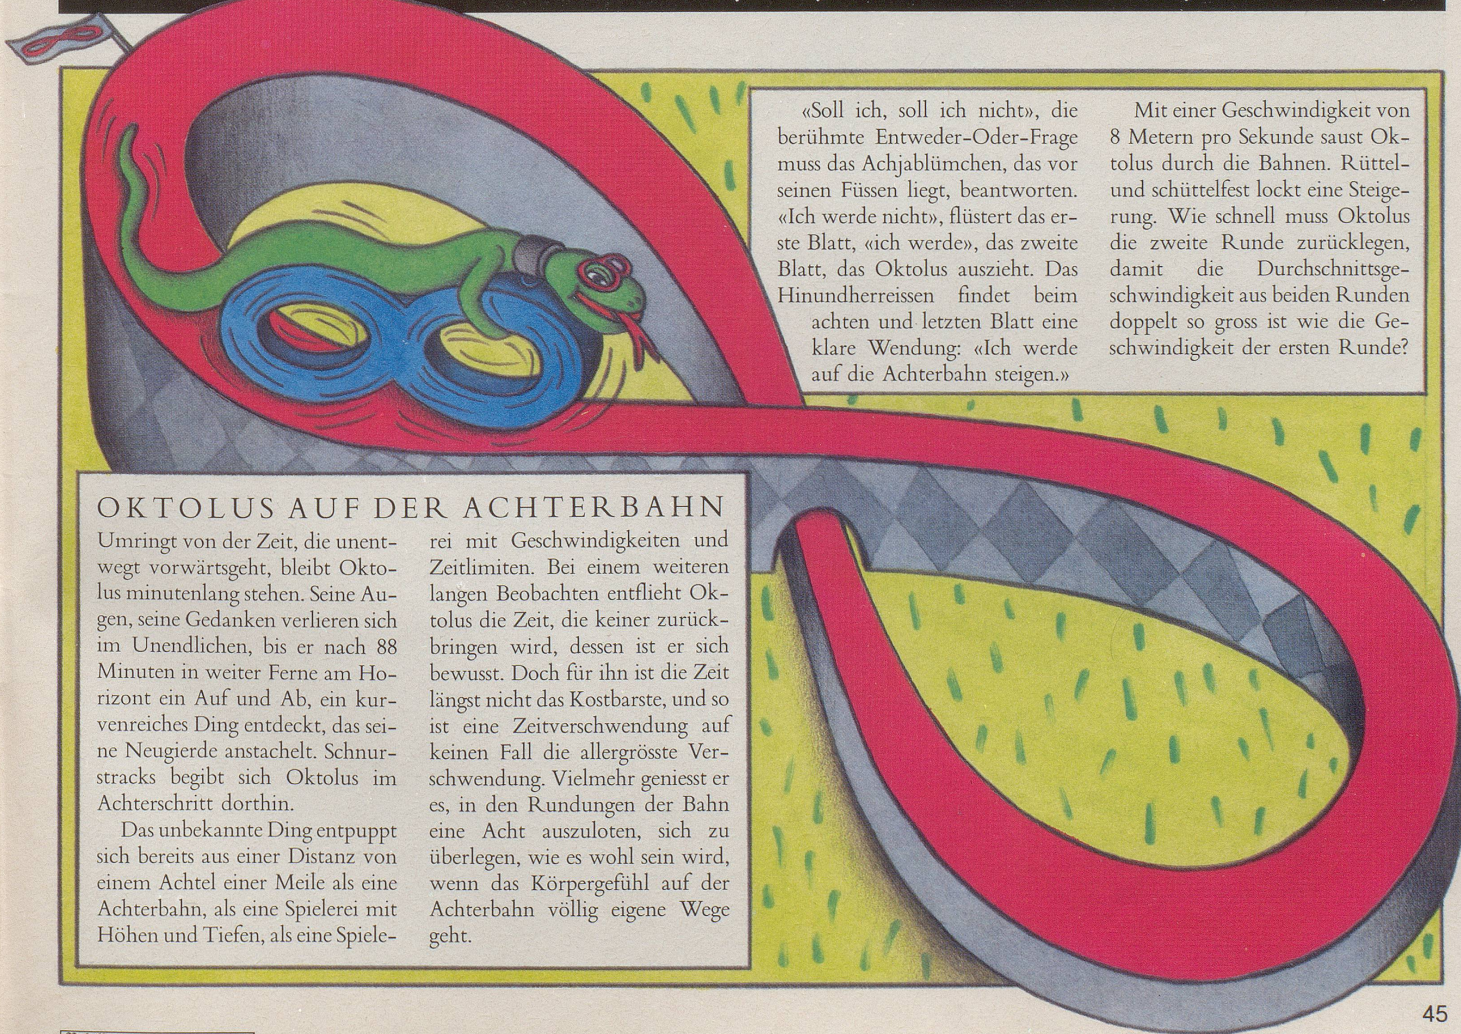 OKTOLUS AUF DER ACHTERBAHN
Umringt von der Zeit, die unent-
wegt vorwärtsgeht, bleibt Okto-
lus minutenlang stehen. Seine Au-
gen, seine Gedanken verlieren sich
im Unendlichen, bis er nach 88
Minuten in weiter Ferne am Ho-
rizont ein Auf und Ab, ein kur-
venreiches Ding entdeckt, das sei-
ne Neugierde anstachelt. Schnur-
stracks begibt sich Oktolus im
Achterschritt dorthin.
Das unbekannte Ding entpuppt
sich bereits aus einer Distanz von
einem Achtel einer Meile als eine
Achterbahn, als eine Spielerei mit
Höhen und Tiefen, als eine Spiele-
rei mit Geschwindigkeiten und
Zeitlimiten. Bei einem weiteren
langen Beobachten entflieht Ok-
tolus die Zeit, die keiner zurück-
bringen wird, dessen ist er sich
bewusst. Doch für ihn ist die Zeit
längst nicht das Kostbarste, und so
ist eine Zeitverschwendung auf
keinen Fall die allergrösste Ver-
schwendung. Vielmehr geniesst er
es, in den Rundungen der Bahn
eine Acht auszuloten, sich zu
überlegen, wie es wohl sein wird,
wenn das Körpergefühl auf der
Achterbahn völlig eigene Wege
geht.
«Soll ich, soll ich nicht», die
berühmte Entweder-Oder-Frage
muss das Achjablümchen, das vor
seinen Füssen liegt, beantworten.
«Ich werde nicht», flüstert das er-
ste Blatt, «ich werde», das zweite
Blatt, das Oktolus auszieht. Das
Hinundherreissen findet beim
achten und letzten Blatt eine
klare Wendung: «Ich werde
auf die Achterbahn steigen.»
Mit einer Geschwindigkeit von
8 Metern pro Sekunde saust Ok-
tolus durch die Bahnen. Rüttel-
und schüttelfest lockt eine Steige-
rung. Wie schnell muss Oktolus
die zweite Runde zurücklegen,
damit die Durchschnittsge-
schwindigkeit aus beiden Runden
doppelt so gross ist wie die Ge-
schwindigkeit der ersten Runde?
45